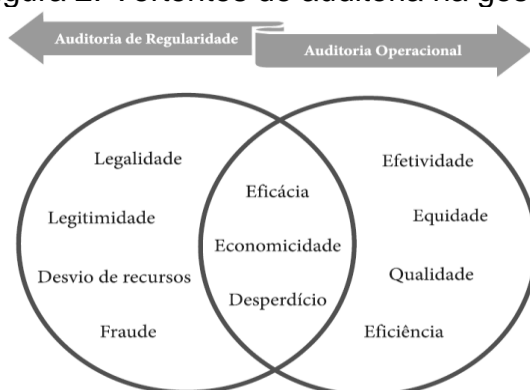 Auditoria de Regularidade
Auditoria Operacional
Legalidade
Legitimidade
Desvio de recursos
Fraude
Eficácia
Economicidade
Desperdício
Efetividade
Equidade
Qualidade
Eficiência